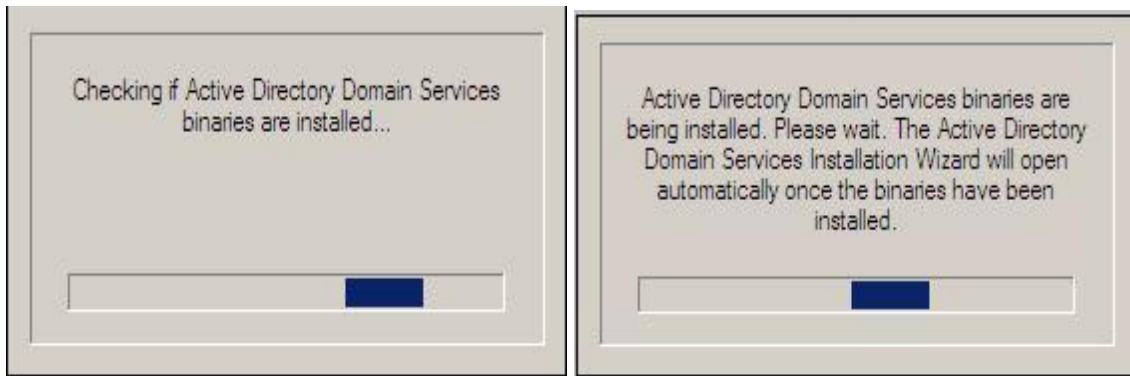 Checking if Active Directory Domain Services
binaries are installed...
Active Directory Domain Services binaries are
being installed. Please wait. The Active Directory
Domain Services Installation Wizard will open
automatically once the binaries have been
installed.